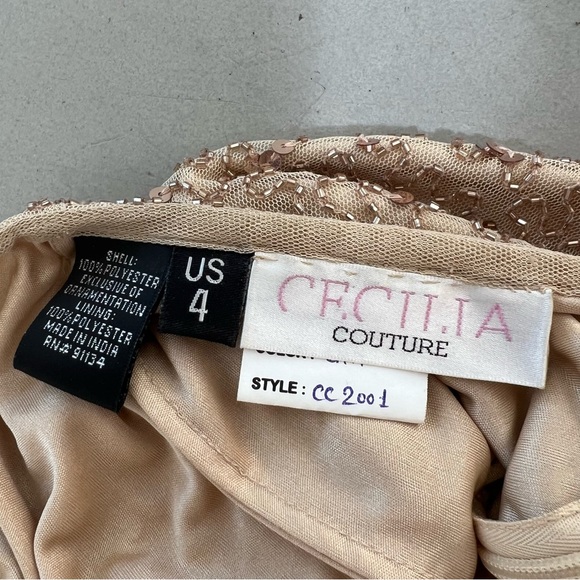 SHELL:
100%POLYESTER
EXCLUSIVE OF
ORNAMENTATION
LINING:
100%POLYESTER
MADE IN INDIA
RN# 91134
US
4
CECILIA
COUTURE
STYLE : CC 2001